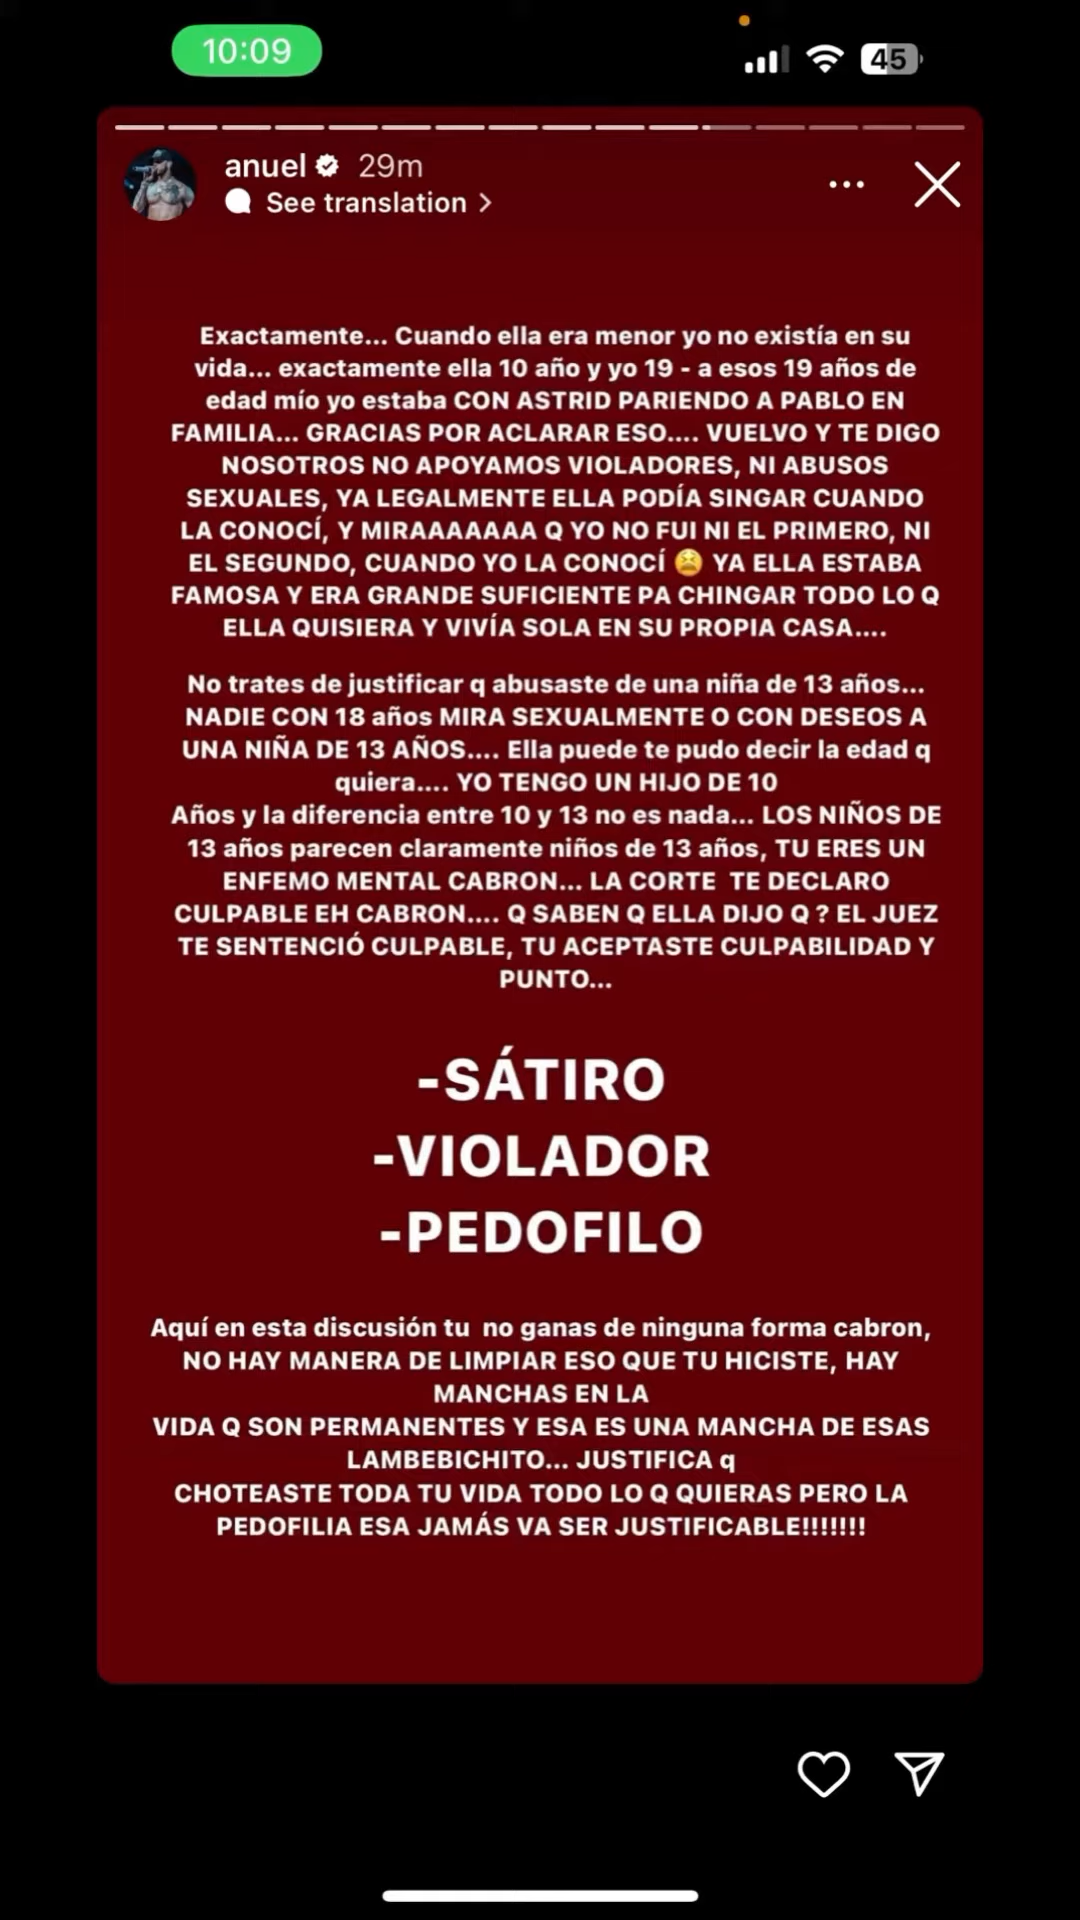 10:09
45
anuel 29m
See translation >
Exactamente... Cuando ella era menor yo no existía en su
vida... exactamente ella 10 año y yo 19 - a esos 19 años de
edad mío yo estaba CON ASTRID PARIENDO A PABLO EN
FAMILIA... GRACIAS POR ACLARAR ESO.... VUELVO Y TE DIGO
NOSOTROS NO APOYAMOS VIOLADORES, NI ABUSOS
SEXUALES, YA LEGALMENTE ELLA PODÍA SINGAR CUANDO
LA CONOCÍ, Y MIRAAAAAAA Q YO NO FUI NI EL PRIMERO, NI
EL SEGUNDO, CUANDO YO LA CONOCÍ 😫 YA ELLA ESTABA
FAMOSA Y ERA GRANDE SUFICIENTE PA CHINGAR TODO LO Q
ELLA QUISIERA Y VIVÍA SOLA EN SU PROPIA CASA....
No trates de justificar q abusaste de una niña de 13 años...
NADIE CON 18 años MIRA SEXUALMENTE O CON DESEOS A
UNA NIÑA DE 13 AÑOS.... Ella puede te pudo decir la edad q
quiera.... YO TENGO UN HIJO DE 10
Años y la diferencia entre 10 y 13 no es nada... LOS NIÑOS DE
13 años parecen claramente niños de 13 años, TU ERES UN
ENFEMO MENTAL CABRON... LA CORTE TE DECLARO
CULPABLE EH CABRON.... Q SABEN Q ELLA DIJO Q ? EL JUEZ
TE SENTENCIÓ CULPABLE, TU ACEPTASTE CULPABILIDAD Y
PUNTO...
-SÁTIRO
-VIOLADOR
-PEDOFILO
Aquí en esta discusión tu no ganas de ninguna forma cabron,
NO HAY MANERA DE LIMPIAR ESO QUE TU HICISTE, HAY
MANCHAS EN LA
VIDA Q SON PERMANENTES Y ESA ES UNA MANCHA DE ESAS
LAMBEBICHITO... JUSTIFICA q
CHOTEASTE TODA TU VIDA TODO LO Q QUIERAS PERO LA
PEDOFILIA ESA JAMÁS VA SER JUSTIFICABLE!!!!!!!